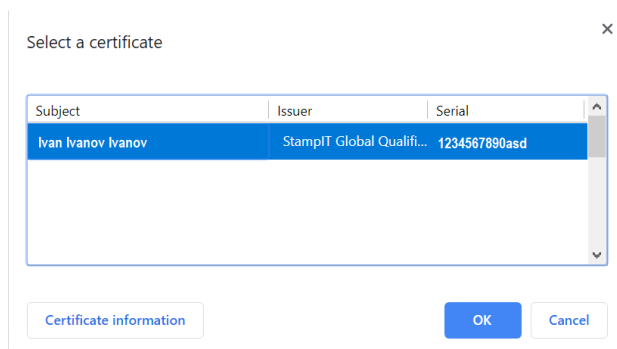 Select a certificate
Subject Issuer Serial
Ivan Ivanov Ivanov StampIT Global Qualifi... 1234567890asd
Certificate information OK Cancel